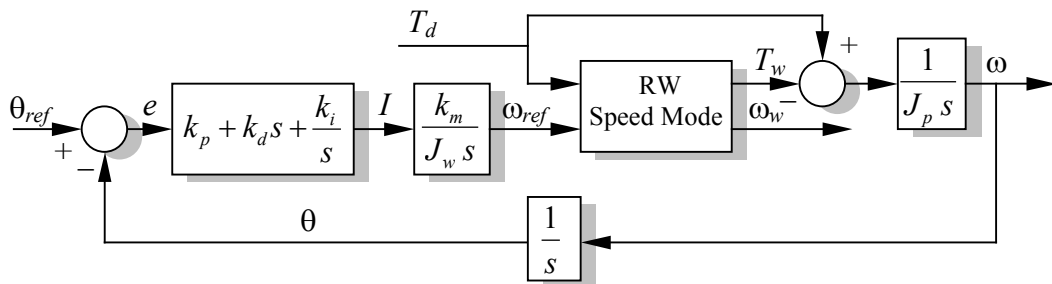 T_d
θ_ref
+
−
e
k_p + k_d s + k_i / s
I
k_m / J_w s
ω_ref
RW
Speed Mode
T_w
ω_w
+
−
1 / J_p s
ω
θ
1 / s